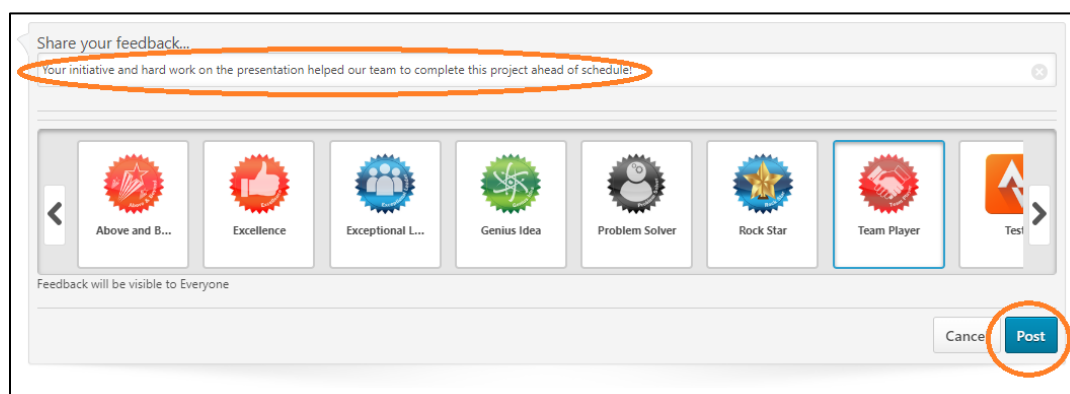 Share your feedback...
Your initiative and hard work on the presentation helped our team to complete this project ahead of schedule!
Above and B...
Excellence
Exceptional L...
Genius Idea
Problem Solver
Rock Star
Team Player
Test
Feedback will be visible to Everyone
Cancel
Post